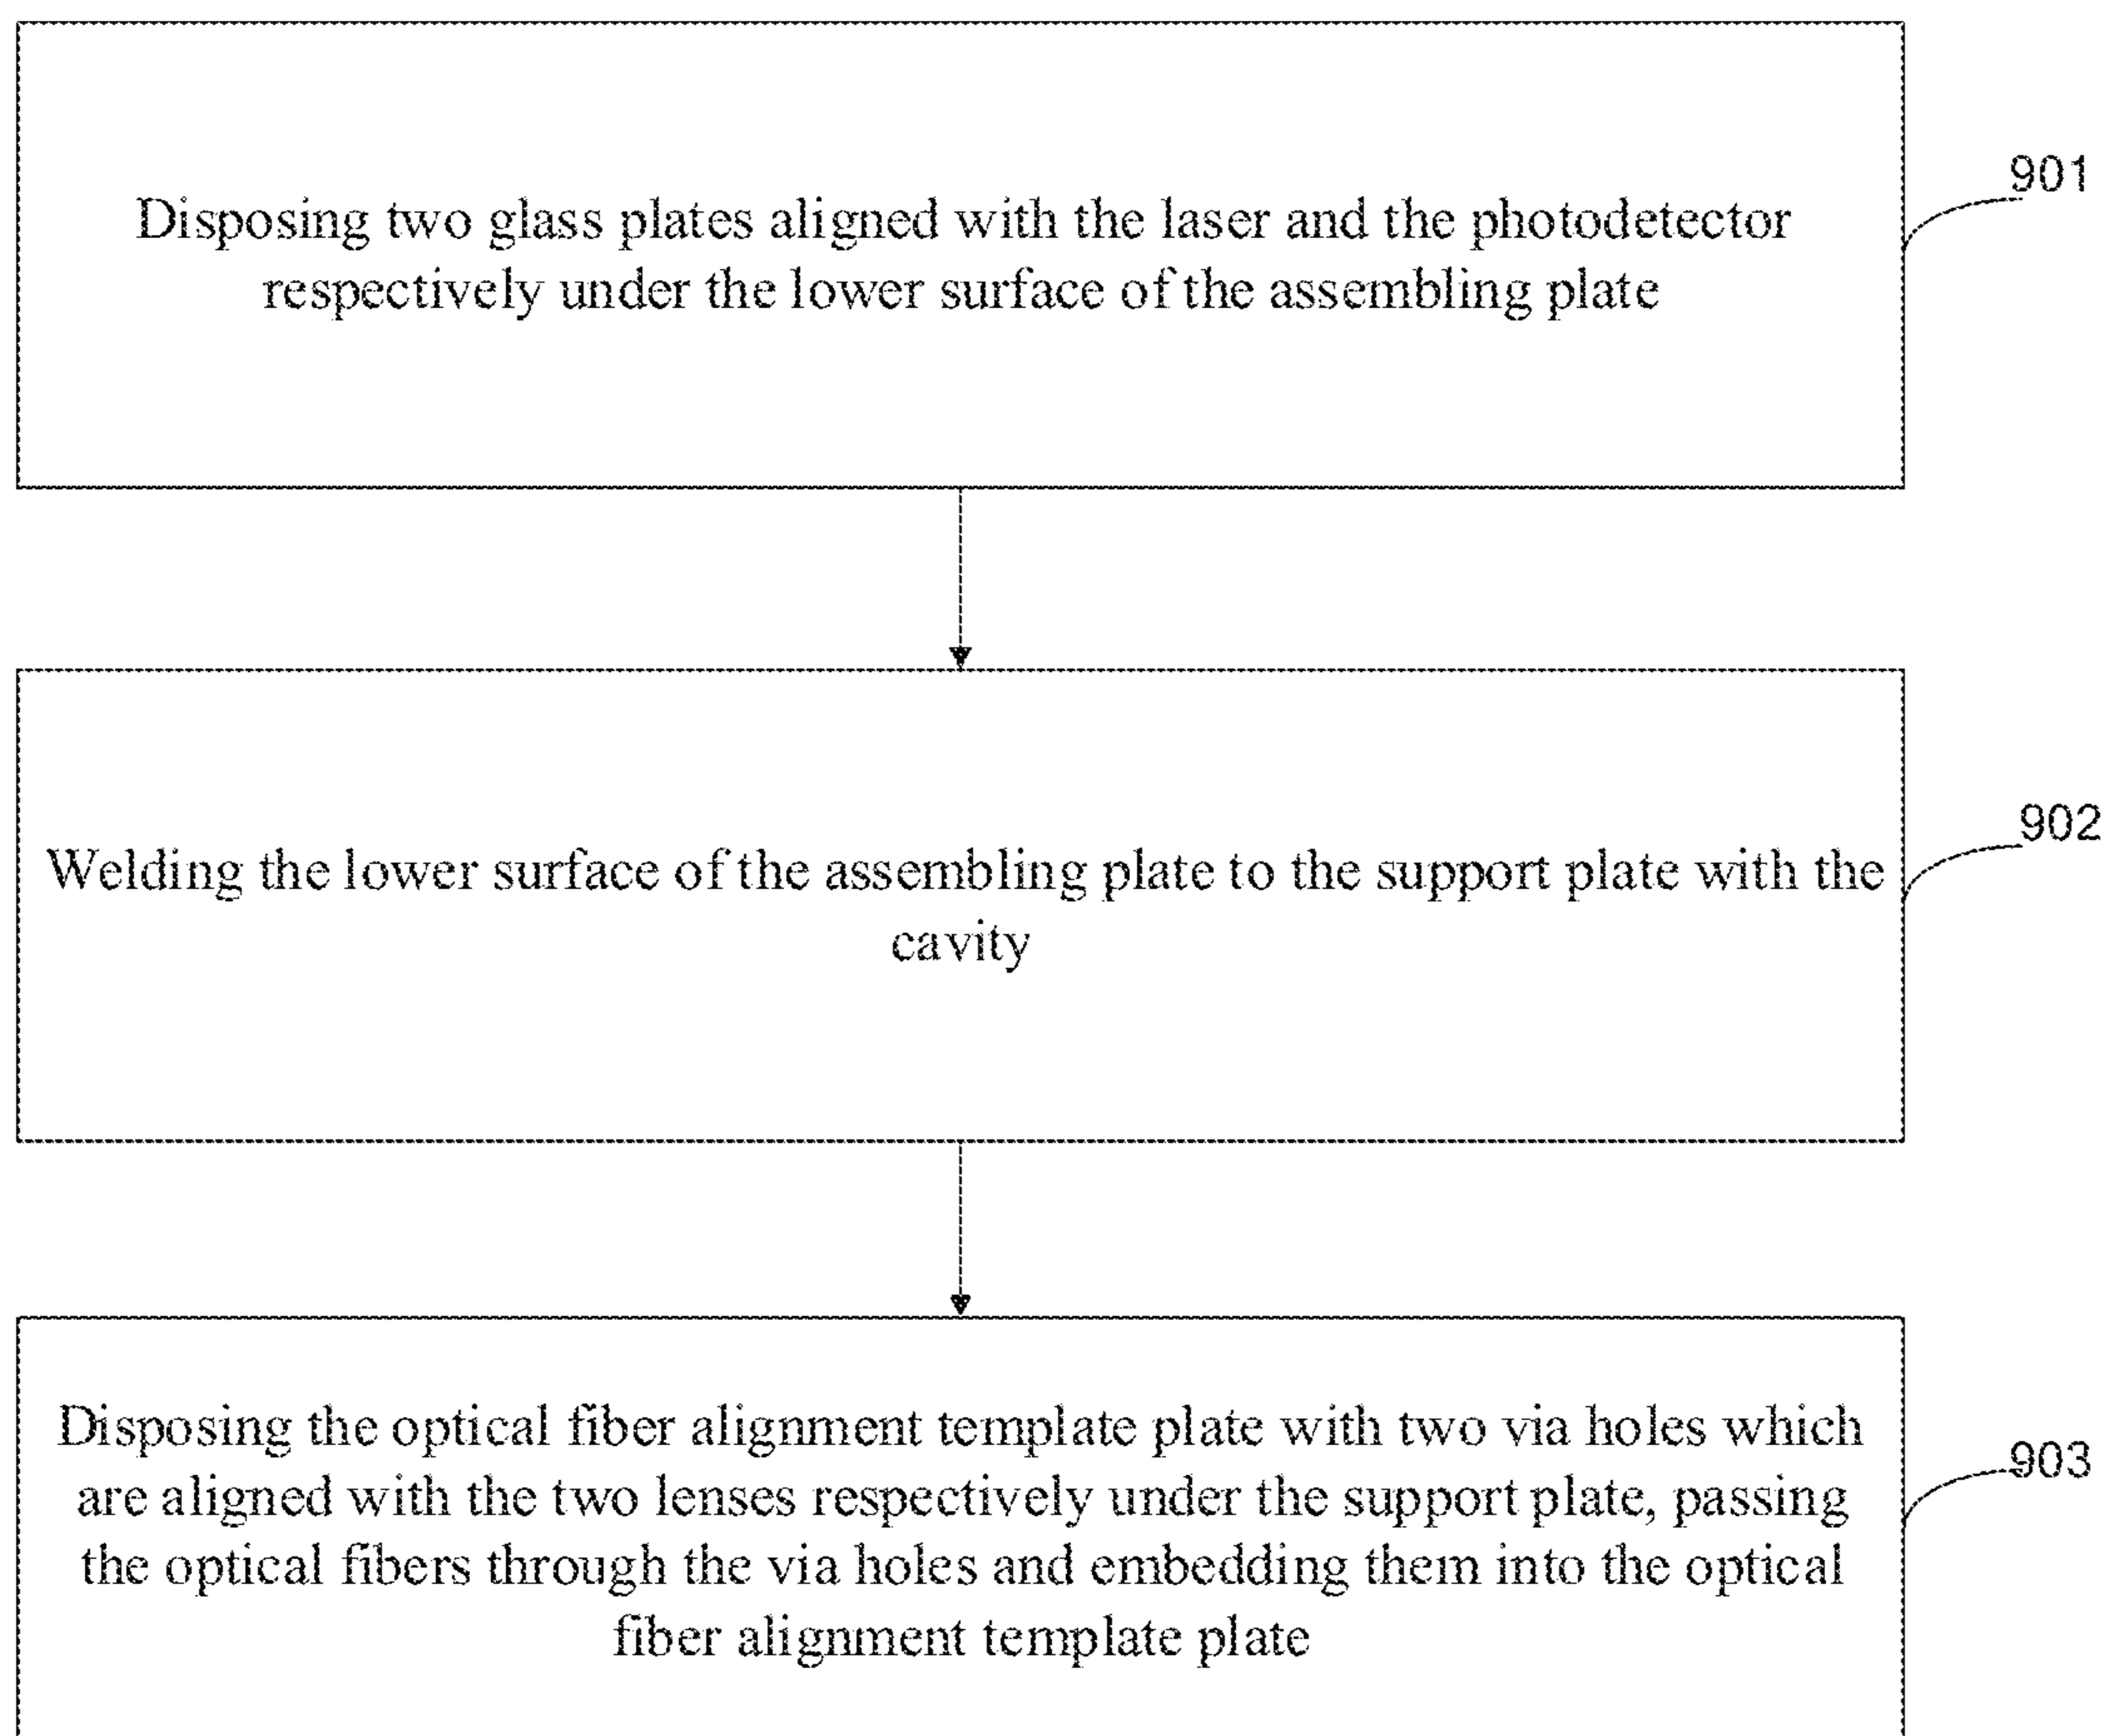 Disposing two glass plates aligned with the laser and the photodetector
respectively under the lower surface of the assembling plate
901
Welding the lower surface of the assembling plate to the support plate with the
cavity
902
Disposing the optical fiber alignment template plate with two via holes which
are aligned with the two lenses respectively under the support plate, passing
the optical fibers through the via holes and embedding them into the optical
fiber alignment template plate
903